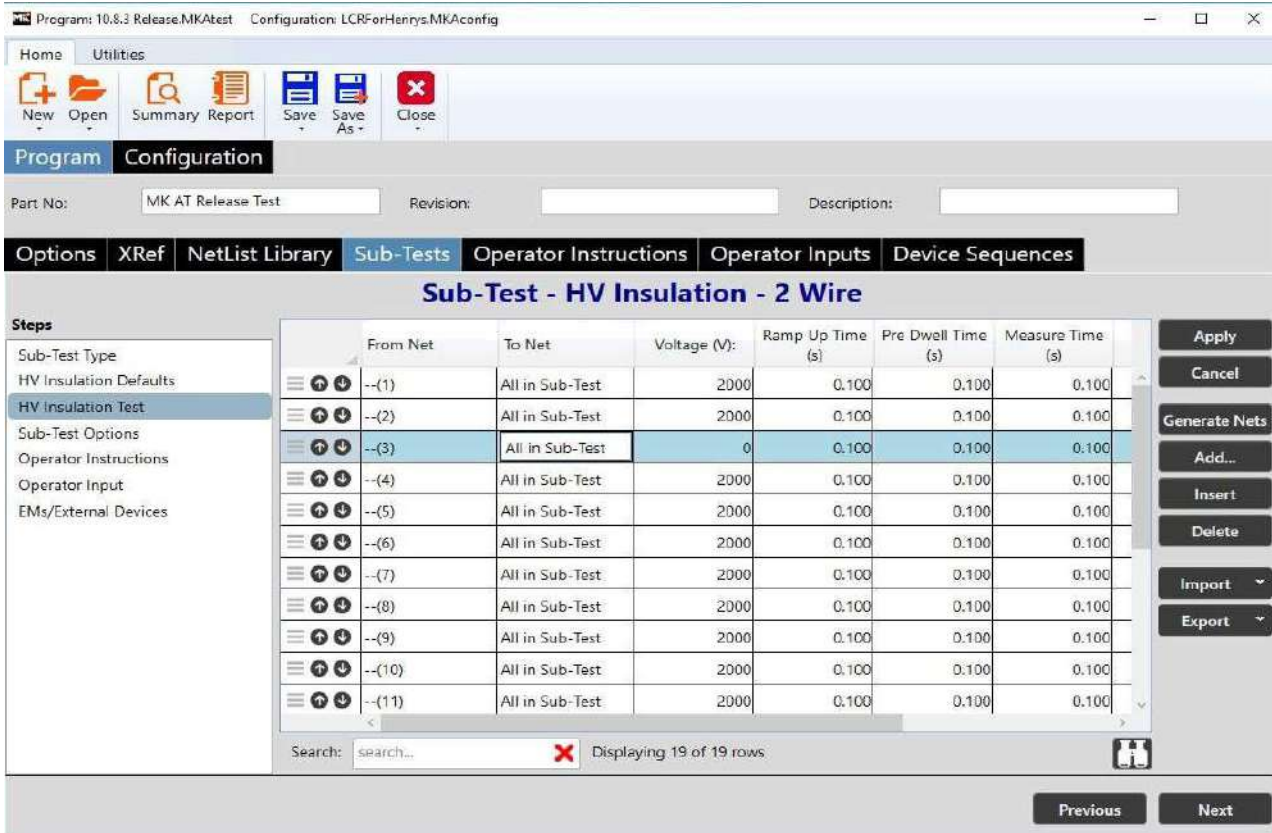 MK Program: 10.8.3 Release.MKAtest Configuration: LCRForHenrys.MKAconfig
Home Utilities
New Open Summary Report Save Save As Close
Program Configuration
Part No: MK AT Release Test Revision: Description:
Options XRef NetList Library Sub-Tests Operator Instructions Operator Inputs Device Sequences
Sub-Test - HV Insulation - 2 Wire
Steps
Sub-Test Type
HV Insulation Defaults
HV Insulation Test
Sub-Test Options
Operator Instructions
Operator Input
EMs/External Devices
From Net To Net Voltage (V): Ramp Up Time (s) Pre Dwell Time (s) Measure Time (s)
--(1) All in Sub-Test 2000 0.100 0.100 0.100
--(2) All in Sub-Test 2000 0.100 0.100 0.100
--(3) All in Sub-Test 0 0.100 0.100 0.100
--(4) All in Sub-Test 2000 0.100 0.100 0.100
--(5) All in Sub-Test 2000 0.100 0.100 0.100
--(6) All in Sub-Test 2000 0.100 0.100 0.100
--(7) All in Sub-Test 2000 0.100 0.100 0.100
--(8) All in Sub-Test 2000 0.100 0.100 0.100
--(9) All in Sub-Test 2000 0.100 0.100 0.100
--(10) All in Sub-Test 2000 0.100 0.100 0.100
--(11) All in Sub-Test 2000 0.100 0.100 0.100
Search: search... Displaying 19 of 19 rows
Apply
Cancel
Generate Nets
Add...
Insert
Delete
Import
Export
Previous Next